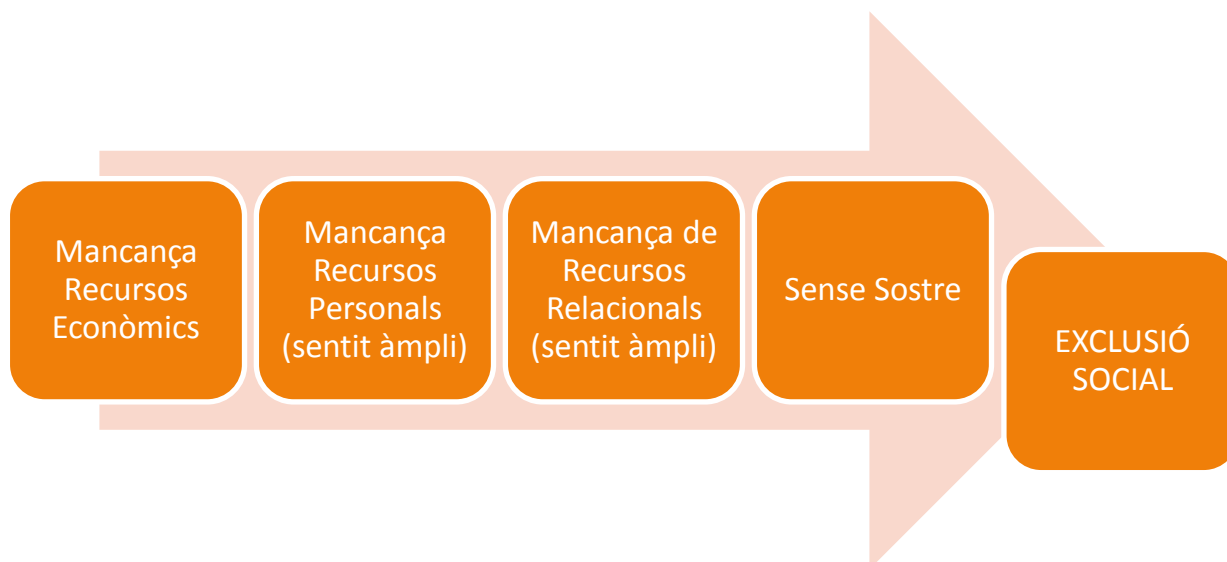 Mancança
Recursos
Econòmics
Mancança
Recursos
Personals
(sentit àmpli)
Mancança de
Recursos
Relacionals
(sentit àmpli)
Sense Sostre
EXCLUSIÓ
SOCIAL